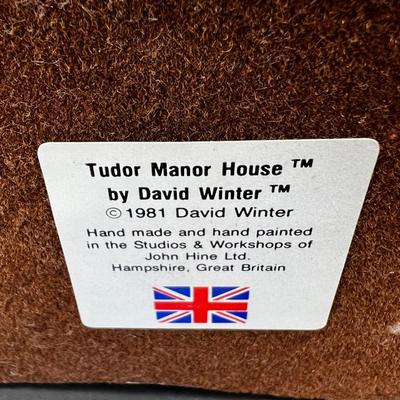 Tudor Manor House ™
by David Winter ™
© 1981 David Winter
Hand made and hand painted
in the Studios & Workshops of
John Hine Ltd.
Hampshire, Great Britain